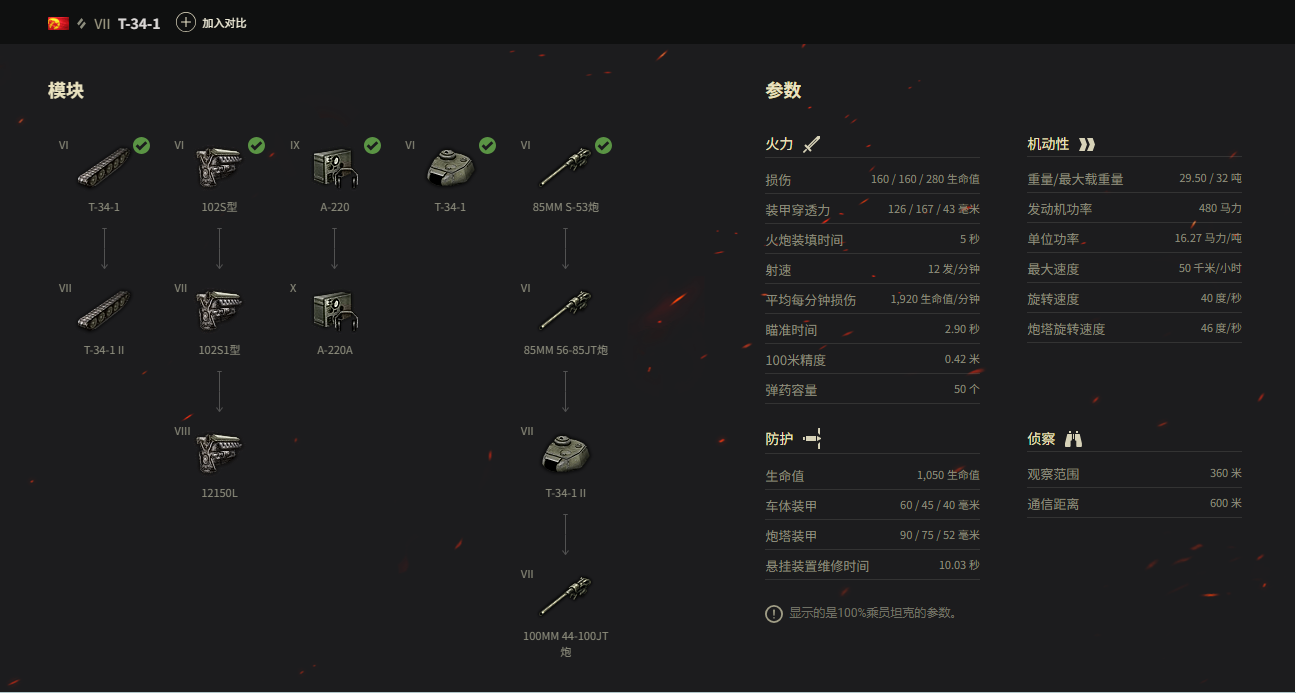 VII T-34-1 加入对比
模块
VI VI IX VI VI
T-34-1 102S型 A-220 T-34-1 85MM S-53炮
VII VII X VI
T-34-1 II 102S1型 A-220A 85MM 56-85JT炮
VIII VII
12150L T-34-1 II
VII
100MM 44-100JT
炮
参数
火力
损伤 160 / 160 / 280 生命值
装甲穿透力 126 / 167 / 43 毫米
火炮装填时间 5 秒
射速 12 发/分钟
平均每分钟损伤 1,920 生命值/分钟
瞄准时间 2.90 秒
100米精度 0.42 米
弹药容量 50 个
机动性
重量/最大载重量 29.50 / 32 吨
发动机功率 480 马力
单位功率 16.27 马力/吨
最大速度 50 千米/小时
旋转速度 40 度/秒
炮塔旋转速度 46 度/秒
防护
生命值 1,050 生命值
车体装甲 60 / 45 / 40 毫米
炮塔装甲 90 / 75 / 52 毫米
悬挂装置维修时间 10.03 秒
侦察
观察范围 360 米
通信距离 600 米
显示的是100%乘员坦克的参数。